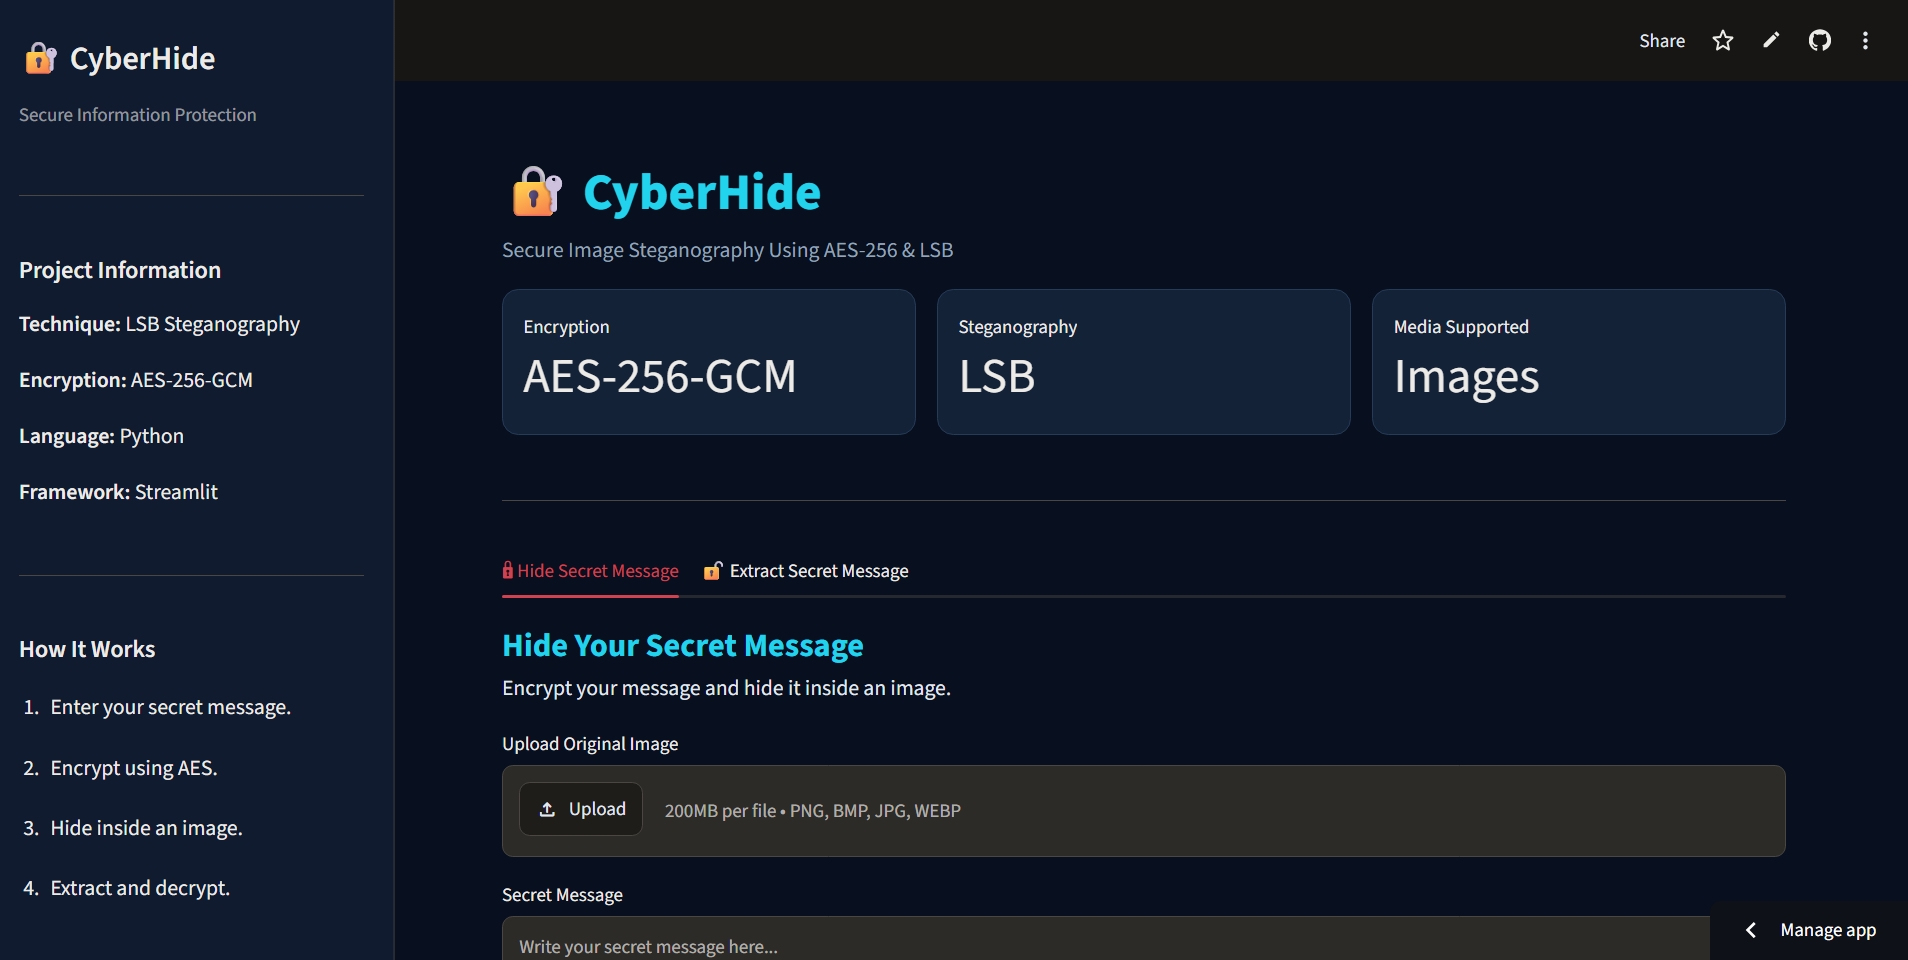 CyberHide
Secure Information Protection
Project Information
Technique: LSB Steganography
Encryption: AES-256-GCM
Language: Python
Framework: Streamlit
How It Works
1. Enter your secret message.
2. Encrypt using AES.
3. Hide inside an image.
4. Extract and decrypt.
Share
CyberHide
Secure Image Steganography Using AES-256 & LSB
Encryption
AES-256-GCM
Steganography
LSB
Media Supported
Images
Hide Secret Message
Extract Secret Message
Hide Your Secret Message
Encrypt your message and hide it inside an image.
Upload Original Image
Upload
200MB per file • PNG, BMP, JPG, WEBP
Secret Message
Write your secret message here...
Manage app